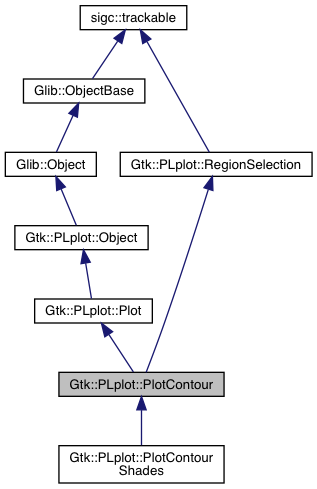 sigc::trackable
Glib::ObjectBase
Glib::Object
Gtk::PLplot::RegionSelection
Gtk::PLplot::Object
Gtk::PLplot::Plot
Gtk::PLplot::PlotContour
Gtk::PLplot::PlotContour
Shades